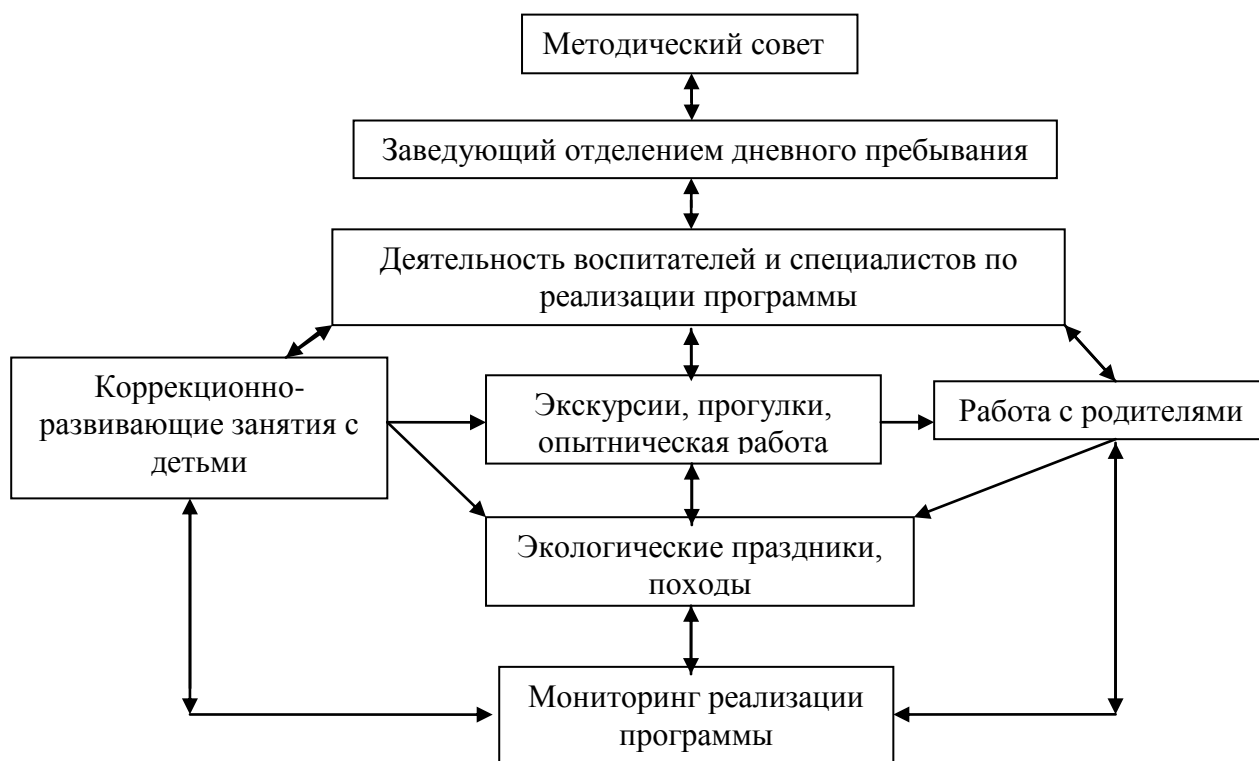 Методический совет
Заведующий отделением дневного пребывания
Деятельность воспитателей и специалистов по
реализации программы
Коррекционно-
развивающие занятия с
детьми
Экскурсии, прогулки,
опытническая работа
Работа с родителями
Экологические праздники,
походы
Мониторинг реализации
программы